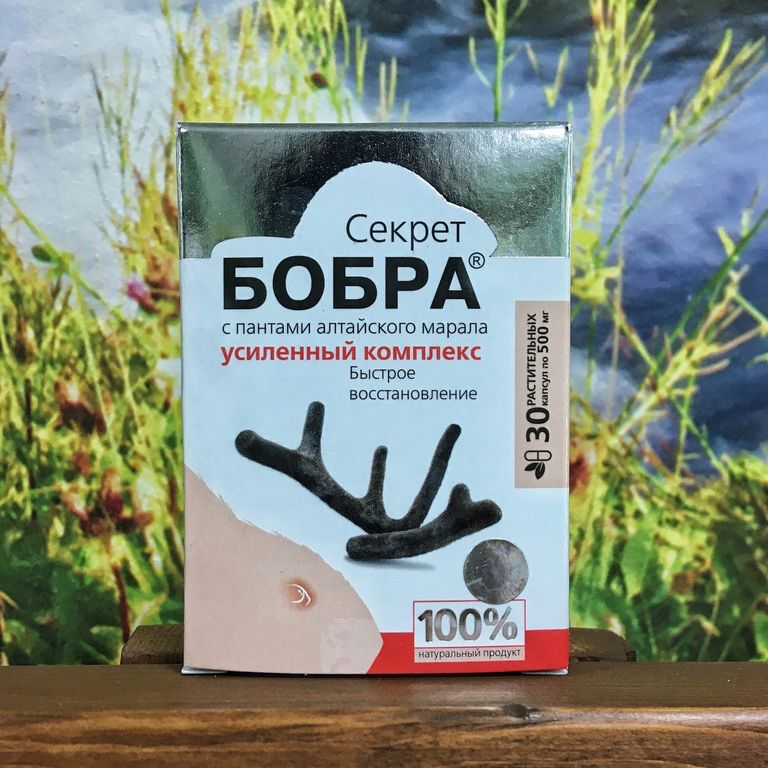 Секрет
БОБРА®
с пантами алтайского марала
усиленный комплекс
Быстрое
восстановление
30 РАСТИТЕЛЬНЫХ
капсул по 500 мг
100%
натуральный продукт